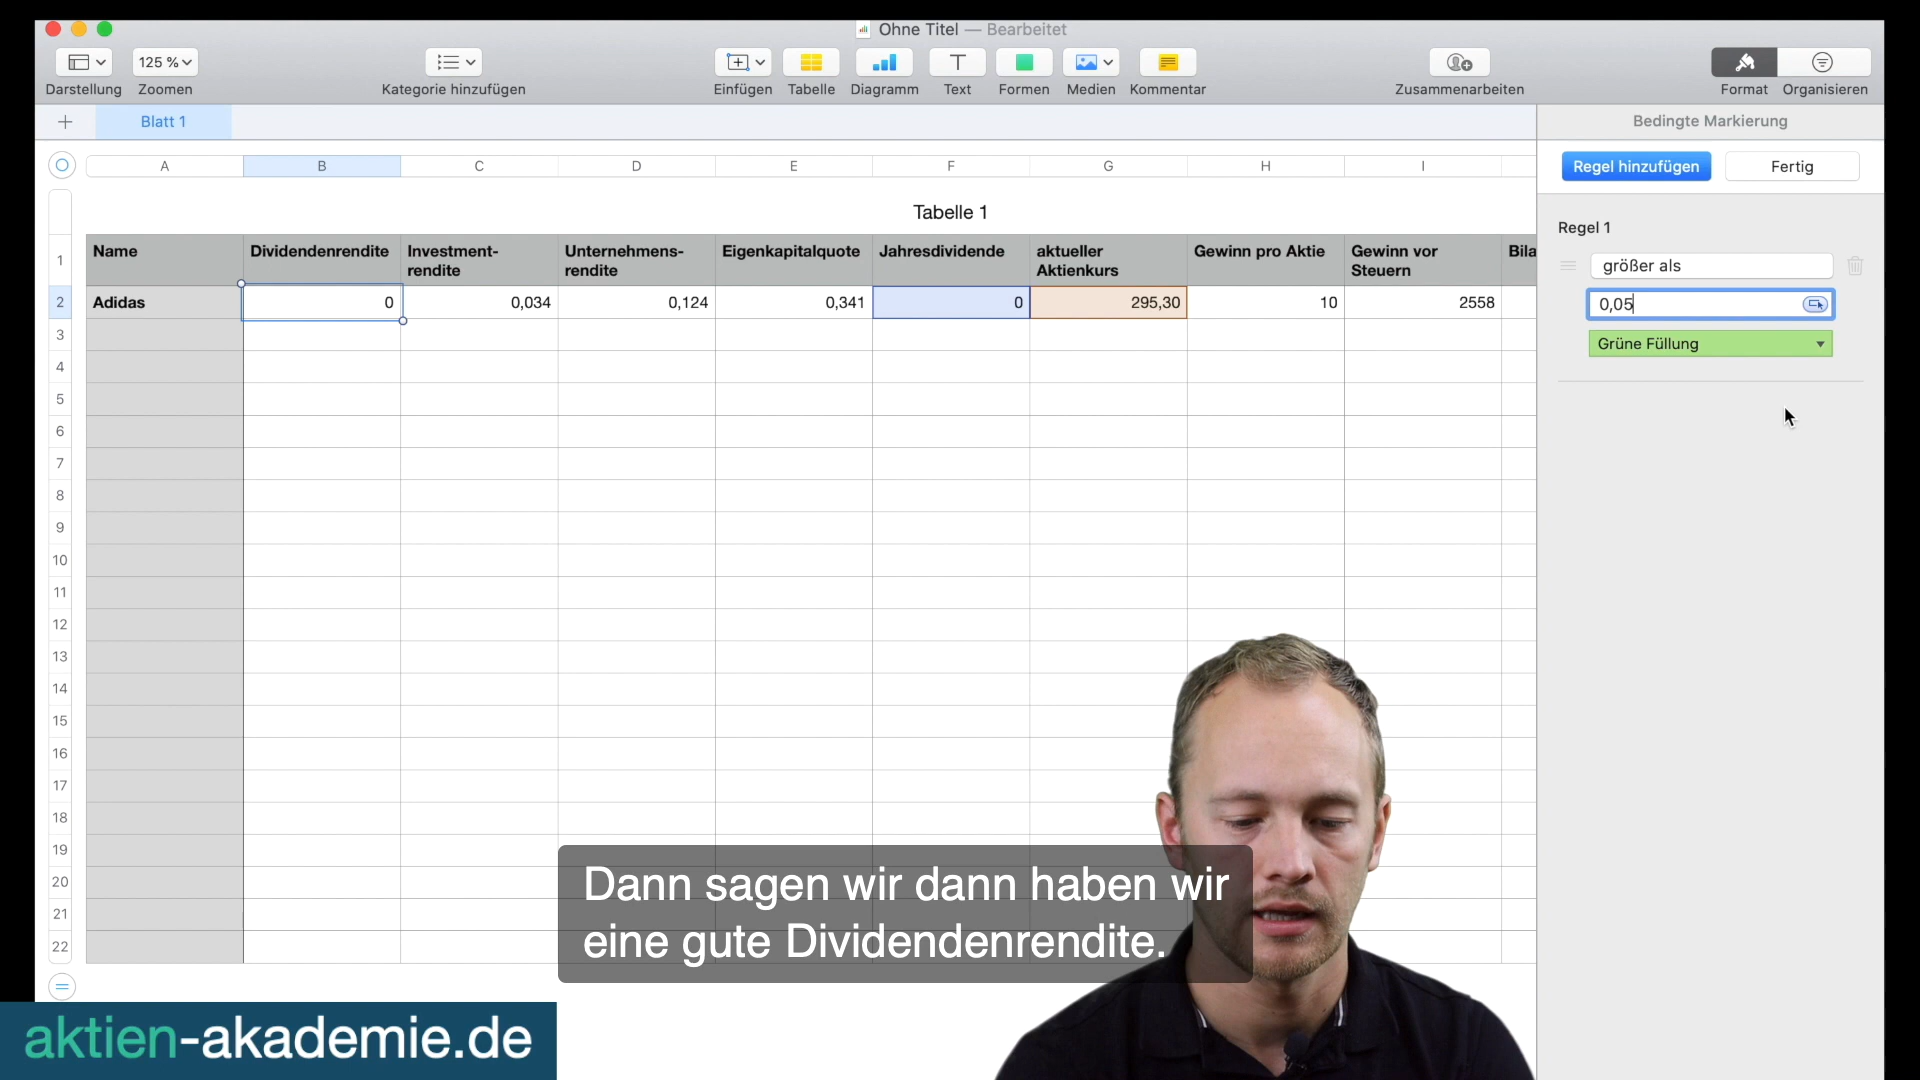 Ohne Titel — Bearbeitet
125 %
Darstellung Zoomen Kategorie hinzufügen Einfügen Tabelle Diagramm Text Formen Medien Kommentar Zusammenarbeiten Format Organisieren
Blatt 1
Bedingte Markierung
Regel hinzufügen Fertig
A B C D E F G H I
Tabelle 1
Regel 1
größer als
0,05
Grüne Füllung
1 Name Dividendenrendite Investment- Unternehmens- Eigenkapitalquote Jahresdividende aktueller Gewinn pro Aktie Gewinn vor Bila
rendite rendite Aktienkurs Steuern
2 Adidas 0 0,034 0,124 0,341 0 295,30 10 2558
3
4
5
6
7
8
9
10
11
12
13
14
15
16
17
18
19
20
21
22
Dann sagen wir dann haben wir
eine gute Dividendenrendite.
aktien-akademie.de